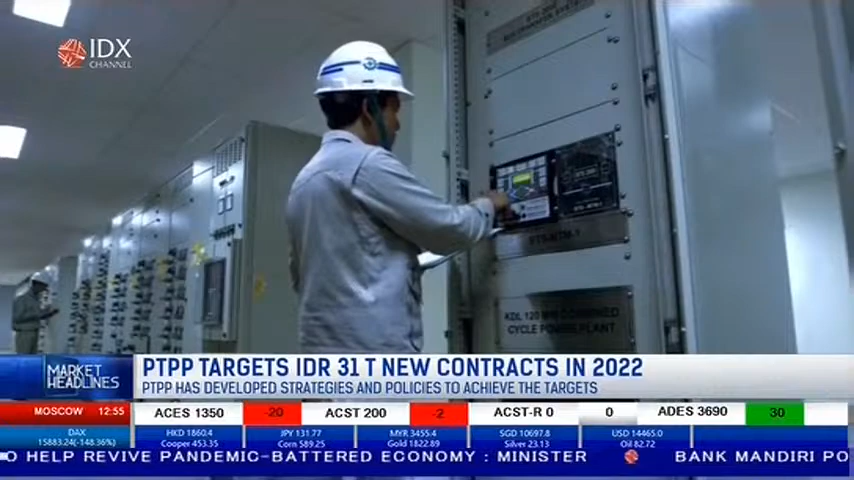 IDX
CHANNEL
KDL 120 MW COMBINED
CYCLE POWERPLANT
MARKET
HEADLINES
PTPP TARGETS IDR 31 T NEW CONTRACTS IN 2022
PTPP HAS DEVELOPED STRATEGIES AND POLICIES TO ACHIEVE THE TARGETS
MOSCOW 12:55 ACES 1350 -20 ACST 200 -2 ACST-R 0 0 ADES 3690 30
DAX HKD 1860.4 JPY 131.77 MYR 3455.4 SGD 10697.8 USD 14465.0
15883.24(-148.36%) Cooper 453.35 Corn 589.25 Gold 1822.89 Silver 23.13 Oil 82.72
O HELP REVIVE PANDEMIC-BATTERED ECONOMY : MINISTER BANK MANDIRI PO